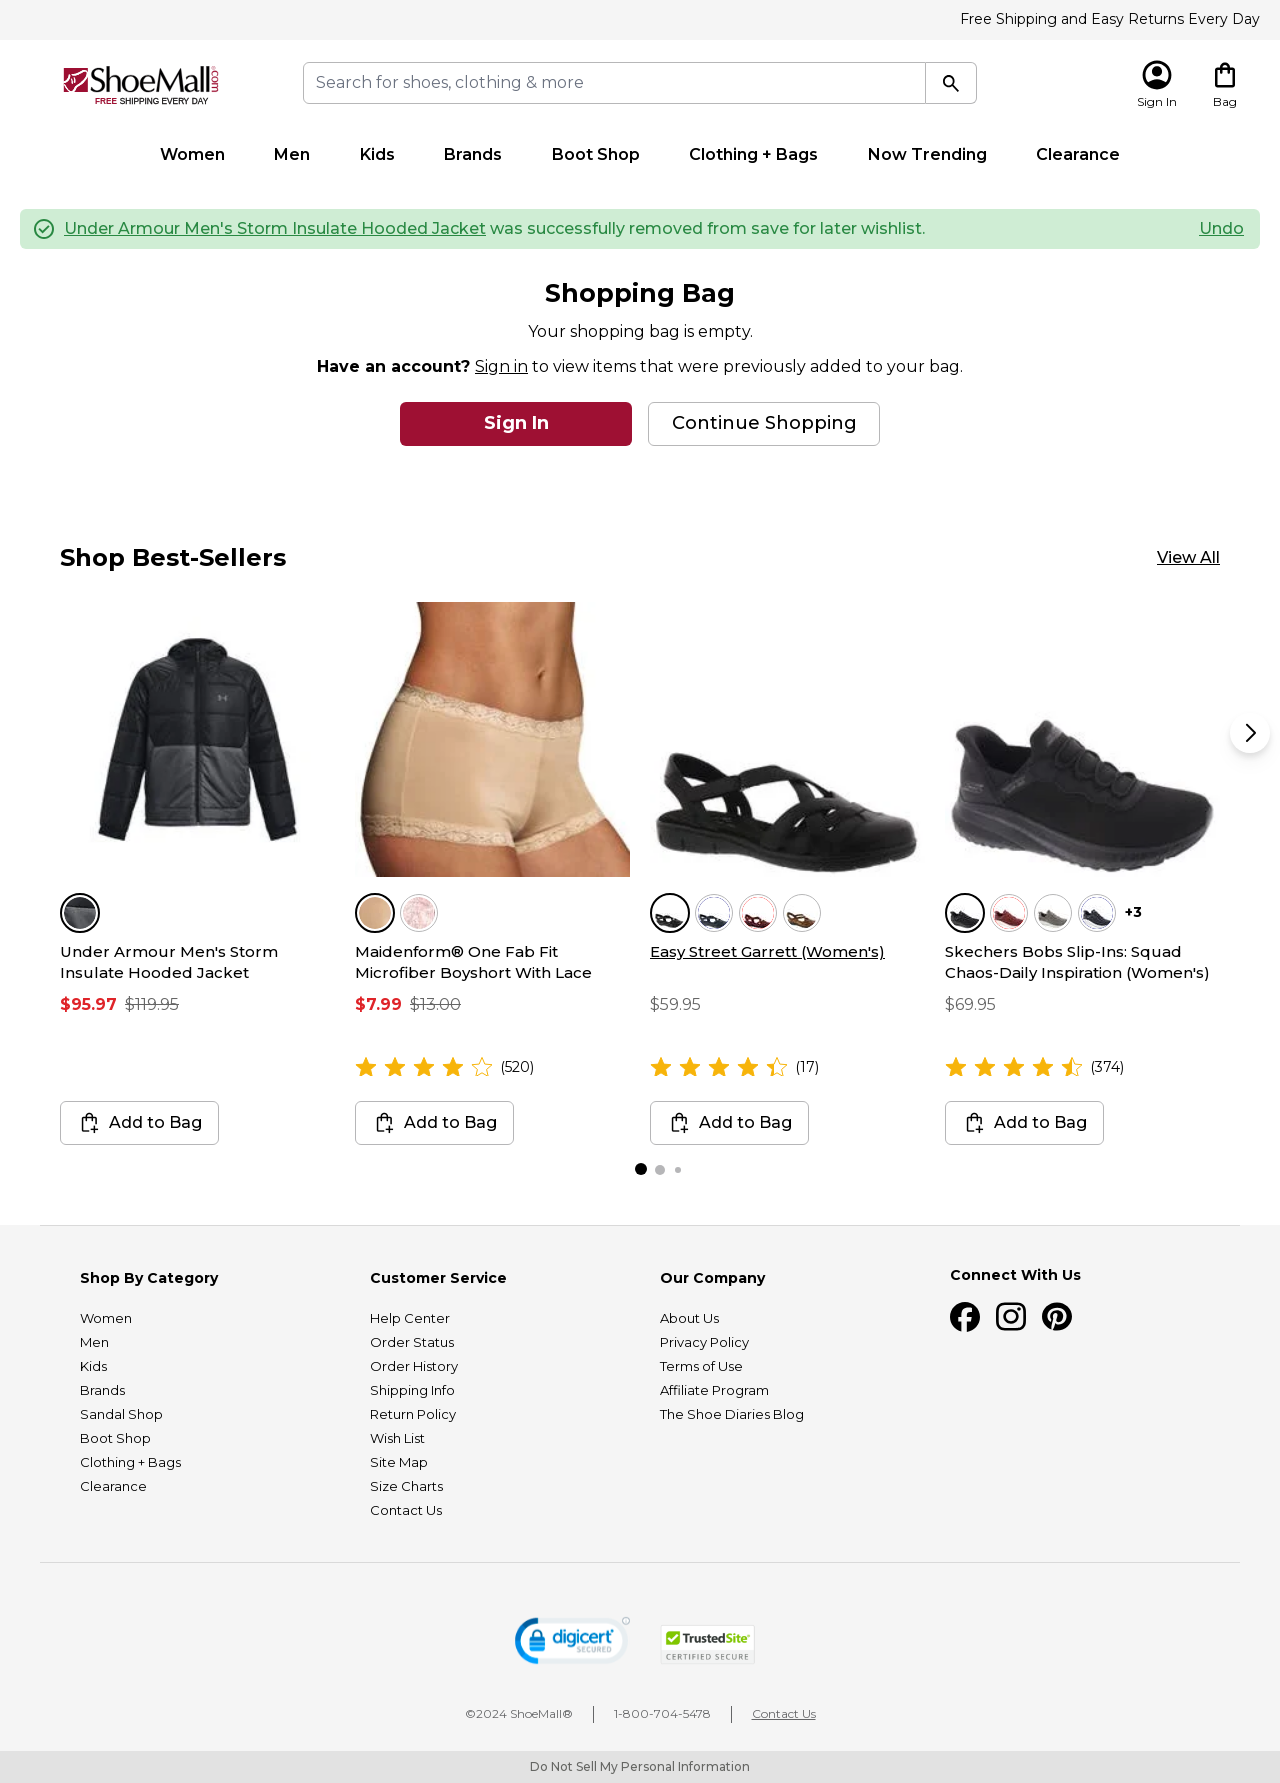 Free Shipping and Easy Returns Every Day
ShoeMall®.com
FREE SHIPPING EVERY DAY
Search for shoes, clothing & more
Sign In
Bag
Women
Men
Kids
Brands
Boot Shop
Clothing + Bags
Now Trending
Clearance
Under Armour Men's Storm Insulate Hooded Jacket was successfully removed from save for later wishlist.
Undo
Shopping Bag
Your shopping bag is empty.
Have an account? Sign in to view items that were previously added to your bag.
Sign In
Continue Shopping
Shop Best-Sellers
View All
+3
Under Armour Men's Storm
Insulate Hooded Jacket
$95.97 $119.95
Add to Bag
Maidenform® One Fab Fit
Microfiber Boyshort With Lace
$7.99 $13.00
(520)
Add to Bag
Easy Street Garrett (Women's)
$59.95
(17)
Add to Bag
Skechers Bobs Slip-Ins: Squad
Chaos-Daily Inspiration (Women's)
$69.95
(374)
Add to Bag
Shop By Category
Women
Men
Kids
Brands
Sandal Shop
Boot Shop
Clothing + Bags
Clearance
Customer Service
Help Center
Order Status
Order History
Shipping Info
Return Policy
Wish List
Site Map
Size Charts
Contact Us
Our Company
About Us
Privacy Policy
Terms of Use
Affiliate Program
The Shoe Diaries Blog
Connect With Us
digicert
SECURED
TrustedSite
CERTIFIED SECURE
©2024 ShoeMall®
1-800-704-5478
Contact Us
Do Not Sell My Personal Information